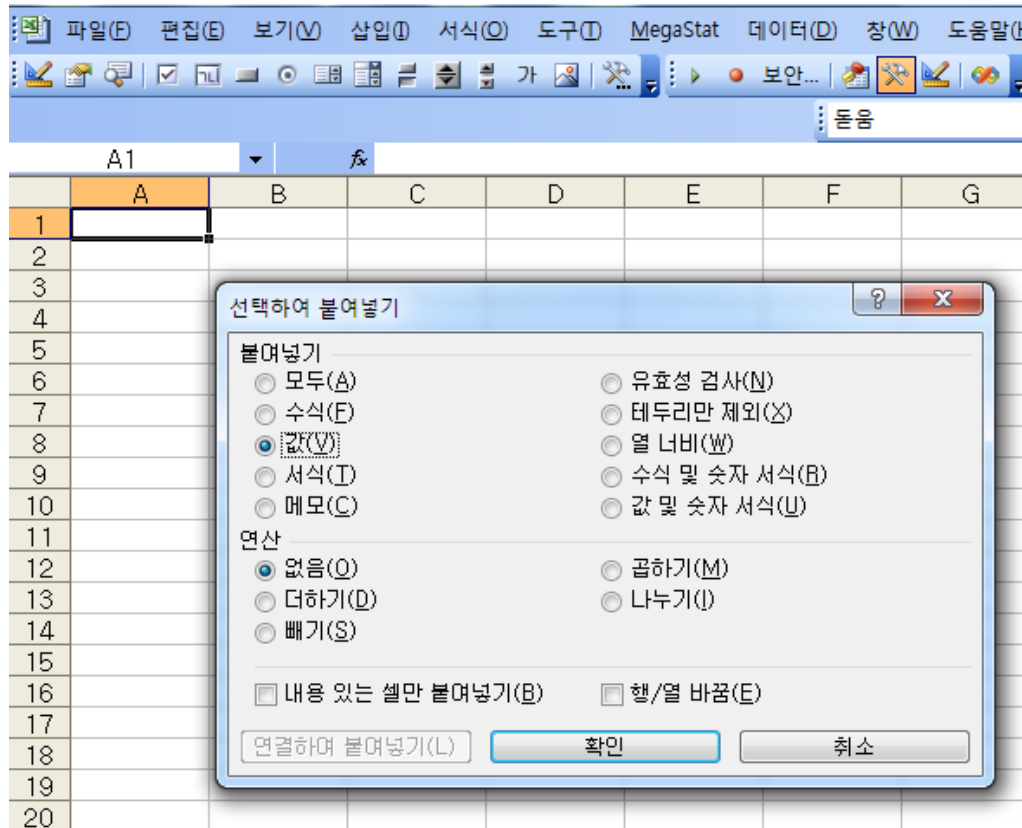 파일(F) 편집(E) 보기(V) 삽입(I) 서식(O) 도구(T) MegaStat 데이터(D) 창(W) 도움말(H
가 보안...
돋움
A1 fx
A B C D E F G
1
2
3
선택하여 붙여넣기
4
5
붙여넣기
6
모두(A) 유효성 검사(N)
7
수식(F) 테두리만 제외(X)
8
값(V) 열 너비(W)
9
서식(T) 수식 및 숫자 서식(R)
10
메모(C) 값 및 숫자 서식(U)
11
연산
12
없음(O) 곱하기(M)
13
더하기(D) 나누기(I)
14
빼기(S)
15
16
내용 있는 셀만 붙여넣기(B) 행/열 바꿈(E)
17
18
연결하여 붙여넣기(L) 확인 취소
19
20